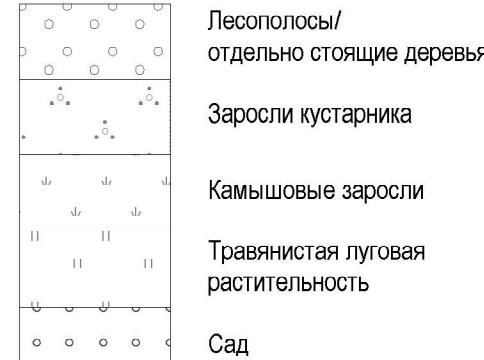 Лесополосы/
отдельно стоящие деревья
Заросли кустарника
Камышовые заросли
Травянистая луговая
растительность
Сад